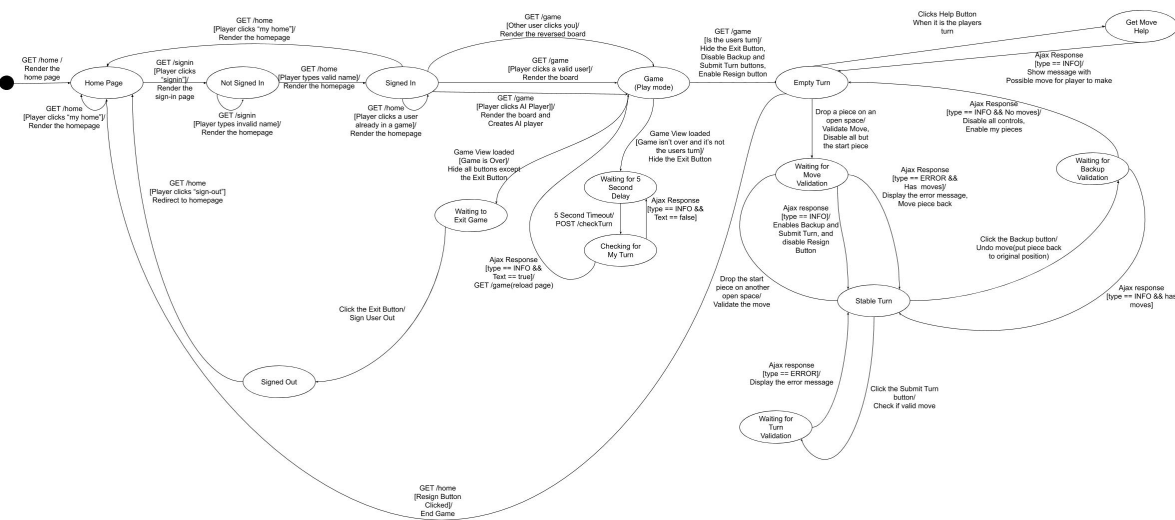 GET /home /
Render the
home page
Home Page
GET /home
[Player clicks "my home"]/
Render the homepage
GET /home
[Player clicks "my home"]/
Render the homepage
GET /signin
[Player clicks
"signin"]/
Render the
sign-in page
Not Signed In
GET /signin
[Player types invalid name]/
Render the homepage
GET /home
[Player types valid name]/
Render the homepage
Signed In
GET /home
[Player clicks a user
already in a game]/
Render the homepage
GET /game
[Other user clicks you]/
Render the reversed board
GET /game
[Player clicks a valid user]/
Render the board
GET /game
[Player clicks AI Player]]/
Render the board and
Creates AI player
Game
(Play mode)
GET /game
[Is the users turn]/
Hide the Exit Button,
Disable Backup and
Submit Turn buttons,
Enable Resign button
Empty Turn
Clicks Help Button
When it is the players
turn
Get Move
Help
Ajax Response
[type == INFO]/
Show message with
Possible move for player to make
Game View loaded
[Game is Over]/
Hide all buttons except
the Exit Button
Game View loaded
[Game isn't over and it's not
the users turn]/
Hide the Exit Button
Waiting for 5
Second
Delay
5 Second Timeout/
POST /checkTurn
Ajax Response
[type == INFO &&
Text == false]
Checking for
My Turn
Ajax Response
[type == INFO &&
Text == true]/
GET /game(reload page)
Waiting to
Exit Game
GET /home
[Player clicks "sign-out"]
Redirect to homepage
Click the Exit Button/
Sign User Out
Signed Out
Drop a piece on an
open space/
Validate Move,
Disable all but
the start piece
Waiting for
Move
Validation
Ajax Response
[type == INFO && No moves]/
Disable all controls,
Enable my pieces
Waiting for
Backup
Validation
Ajax Response
[type == ERROR &&
Has moves]/
Display the error message,
Move piece back
Ajax response
[type == INFO]/
Enables Backup and
Submit Turn, and
disable Resign
Button
Click the Backup button/
Undo move(put piece back
to original position)
Drop the start
piece on another
open space/
Validate the move
Stable Turn
Ajax response
[type == INFO && has
moves]
Ajax response
[type == ERROR]/
Display the error message
Click the Submit Turn
button/
Check if valid move
Waiting for
Turn
Validation
GET /home
[Resign Button
Clicked]/
End Game